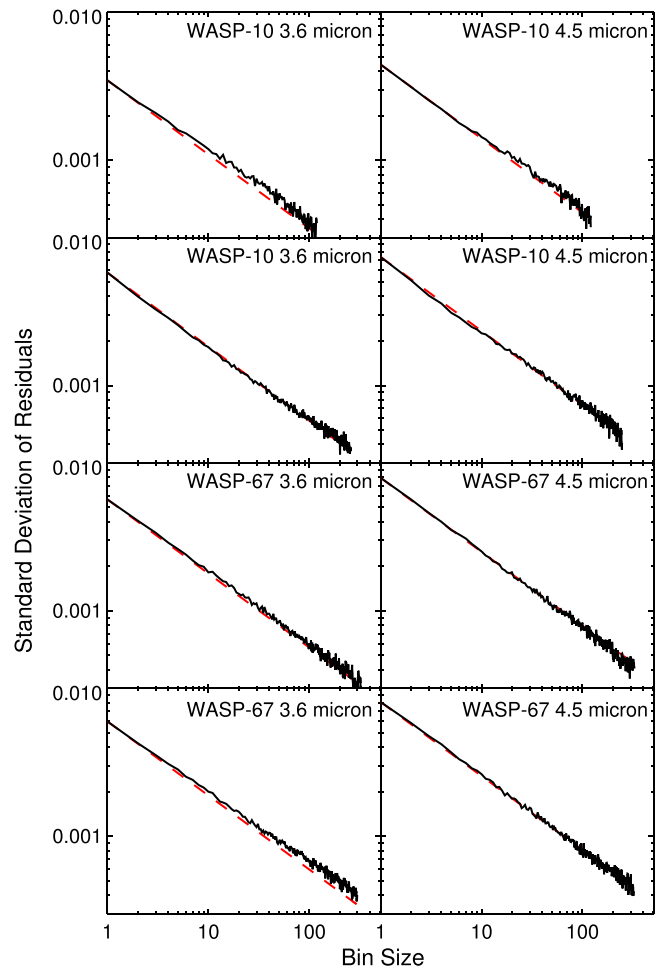 0.010
WASP-10 3.6 micron
WASP-10 4.5 micron
0.001
0.010
WASP-10 3.6 micron
WASP-10 4.5 micron
0.001
0.010
WASP-67 3.6 micron
WASP-67 4.5 micron
0.001
0.010
WASP-67 3.6 micron
WASP-67 4.5 micron
0.001
Standard Deviation of Residuals
1 10 100 1 10 100
Bin Size